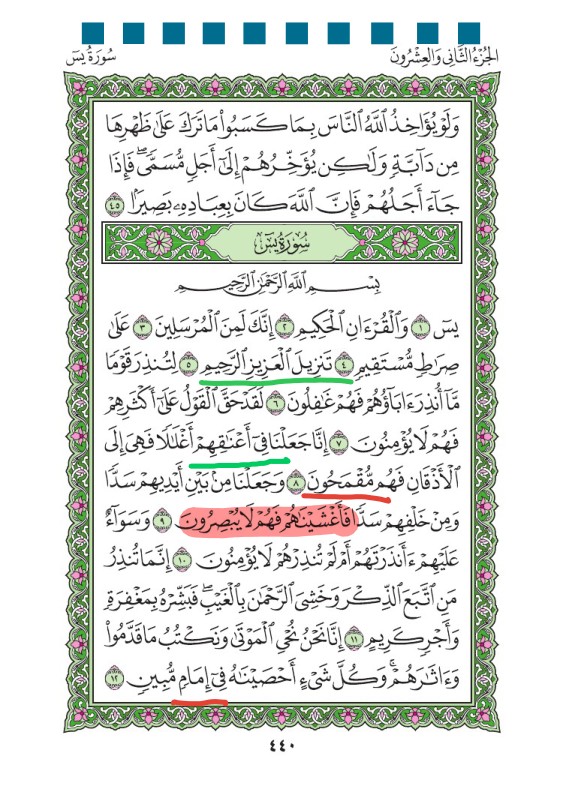 الجُزْءُ الثَّانِي وَالعِشْرُونَ
سُورَةُ يسٓ
وَلَوْ يُؤَاخِذُ ٱللَّهُ ٱلنَّاسَ بِمَا كَسَبُوا۟ مَا تَرَكَ عَلَىٰ ظَهْرِهَا
مِن دَآبَّةٍ وَلَٰكِن يُؤَخِّرُهُمْ إِلَىٰٓ أَجَلٍ مُّسَمًّى ۖ فَإِذَا
جَآءَ أَجَلُهُمْ فَإِنَّ ٱللَّهَ كَانَ بِعِبَادِهِۦ بَصِيرًۢا ٤٥
سُورَةُ يسٓ
بِسْمِ ٱللَّهِ ٱلرَّحْمَٰنِ ٱلرَّحِيمِ
يسٓ ١ وَٱلْقُرْءَانِ ٱلْحَكِيمِ ٢ إِنَّكَ لَمِنَ ٱلْمُرْسَلِينَ ٣ عَلَىٰ
صِرَٰطٍ مُّسْتَقِيمٍ ٤ تَنزِيلَ ٱلْعَزِيزِ ٱلرَّحِيمِ ٥ لِتُنذِرَ قَوْمًا
مَّآ أُنذِرَ ءَابَآؤُهُمْ فَهُمْ غَٰفِلُونَ ٦ لَقَدْ حَقَّ ٱلْقَوْلُ عَلَىٰٓ أَكْثَرِهِمْ
فَهُمْ لَا يُؤْمِنُونَ ٧ إِنَّا جَعَلْنَا فِىٓ أَعْنَٰقِهِمْ أَغْلَٰلًا فَهِىَ إِلَى
ٱلْأَذْقَانِ فَهُم مُّقْمَحُونَ ٨ وَجَعَلْنَا مِنۢ بَيْنِ أَيْدِيهِمْ سَدًّا
وَمِنْ خَلْفِهِمْ سَدًّا فَأَغْشَيْنَٰهُمْ فَهُمْ لَا يُبْصِرُونَ ٩ وَسَوَآءٌ
عَلَيْهِمْ ءَأَنذَرْتَهُمْ أَمْ لَمْ تُنذِرْهُمْ لَا يُؤْمِنُونَ ١٠ إِنَّمَا تُنذِرُ
مَنِ ٱتَّبَعَ ٱلذِّكْرَ وَخَشِىَ ٱلرَّحْمَٰنَ بِٱلْغَيْبِ ۖ فَبَشِّرْهُ بِمَغْفِرَةٍ
وَأَجْرٍ كَرِيمٍ ١١ إِنَّا نَحْنُ نُحْىِ ٱلْمَوْتَىٰ وَنَكْتُبُ مَا قَدَّمُوا۟
وَءَاثَٰرَهُمْ ۚ وَكُلَّ شَىْءٍ أَحْصَيْنَٰهُ فِىٓ إِمَامٍ مُّبِينٍ ١٢
٤٤٠